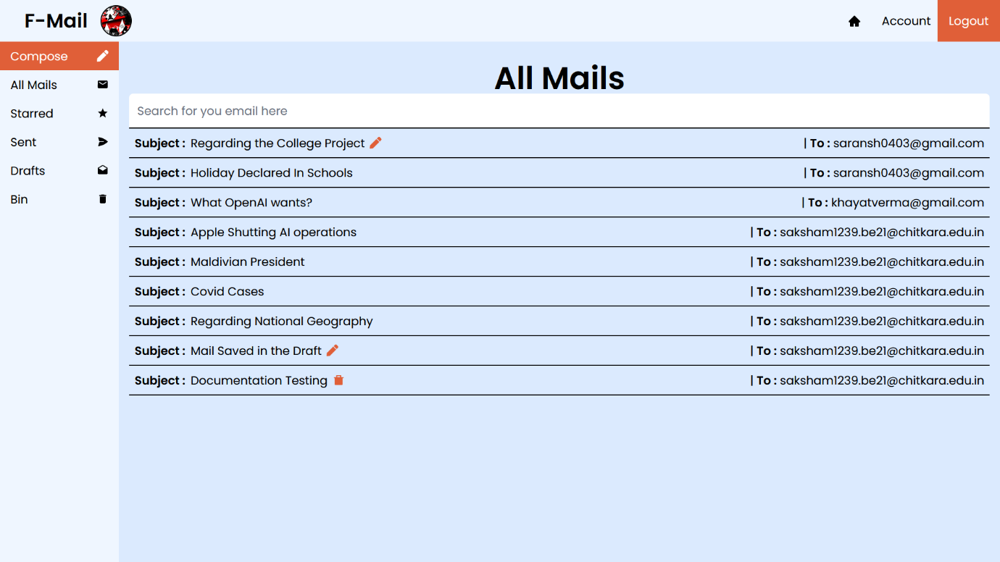 F-Mail
Account
Logout
Compose
All Mails
Starred
Sent
Drafts
Bin
All Mails
Search for you email here
Subject : Regarding the College Project | To : saransh0403@gmail.com
Subject : Holiday Declared In Schools | To : saransh0403@gmail.com
Subject : What OpenAI wants? | To : khayatverma@gmail.com
Subject : Apple Shutting AI operations | To : saksham1239.be21@chitkara.edu.in
Subject : Maldivian President | To : saksham1239.be21@chitkara.edu.in
Subject : Covid Cases | To : saksham1239.be21@chitkara.edu.in
Subject : Regarding National Geography | To : saksham1239.be21@chitkara.edu.in
Subject : Mail Saved in the Draft | To : saksham1239.be21@chitkara.edu.in
Subject : Documentation Testing | To : saksham1239.be21@chitkara.edu.in